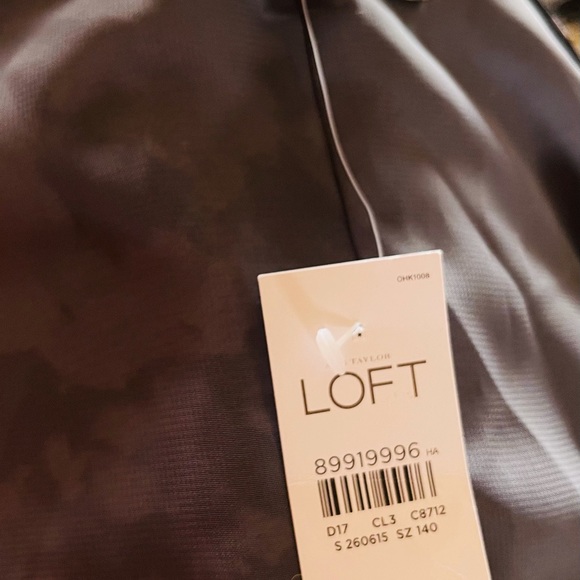 OHK1008
TAYLOR
LOFT
89919996 HA
D17 CL3 C8712
S 260615 SZ 140